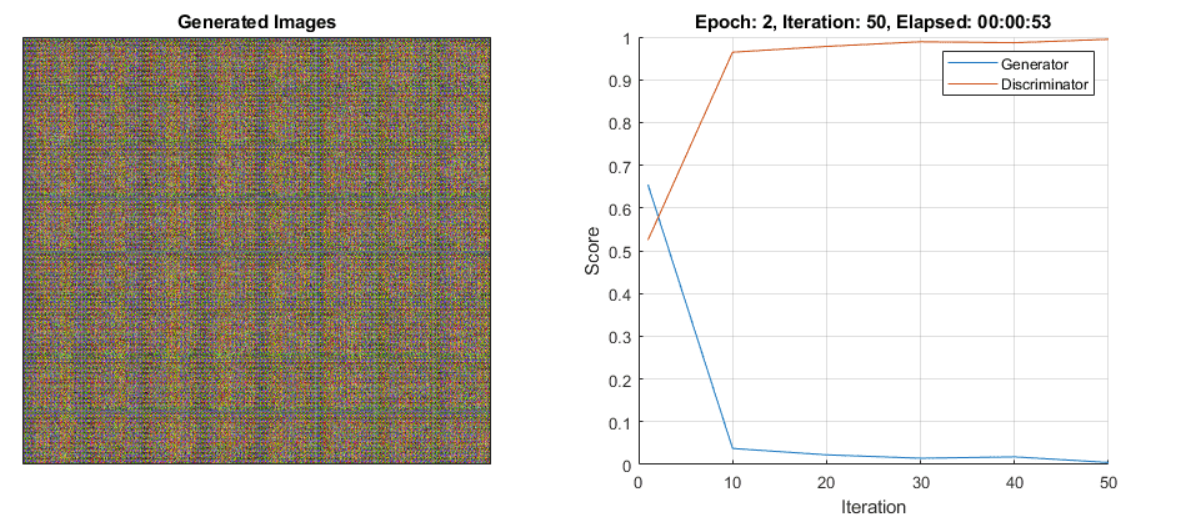 Generated Images
Epoch: 2, Iteration: 50, Elapsed: 00:00:53
1
0.9
0.8
0.7
0.6
0.5
0.4
0.3
0.2
0.1
0
Score
Generator
Discriminator
0 10 20 30 40 50
Iteration